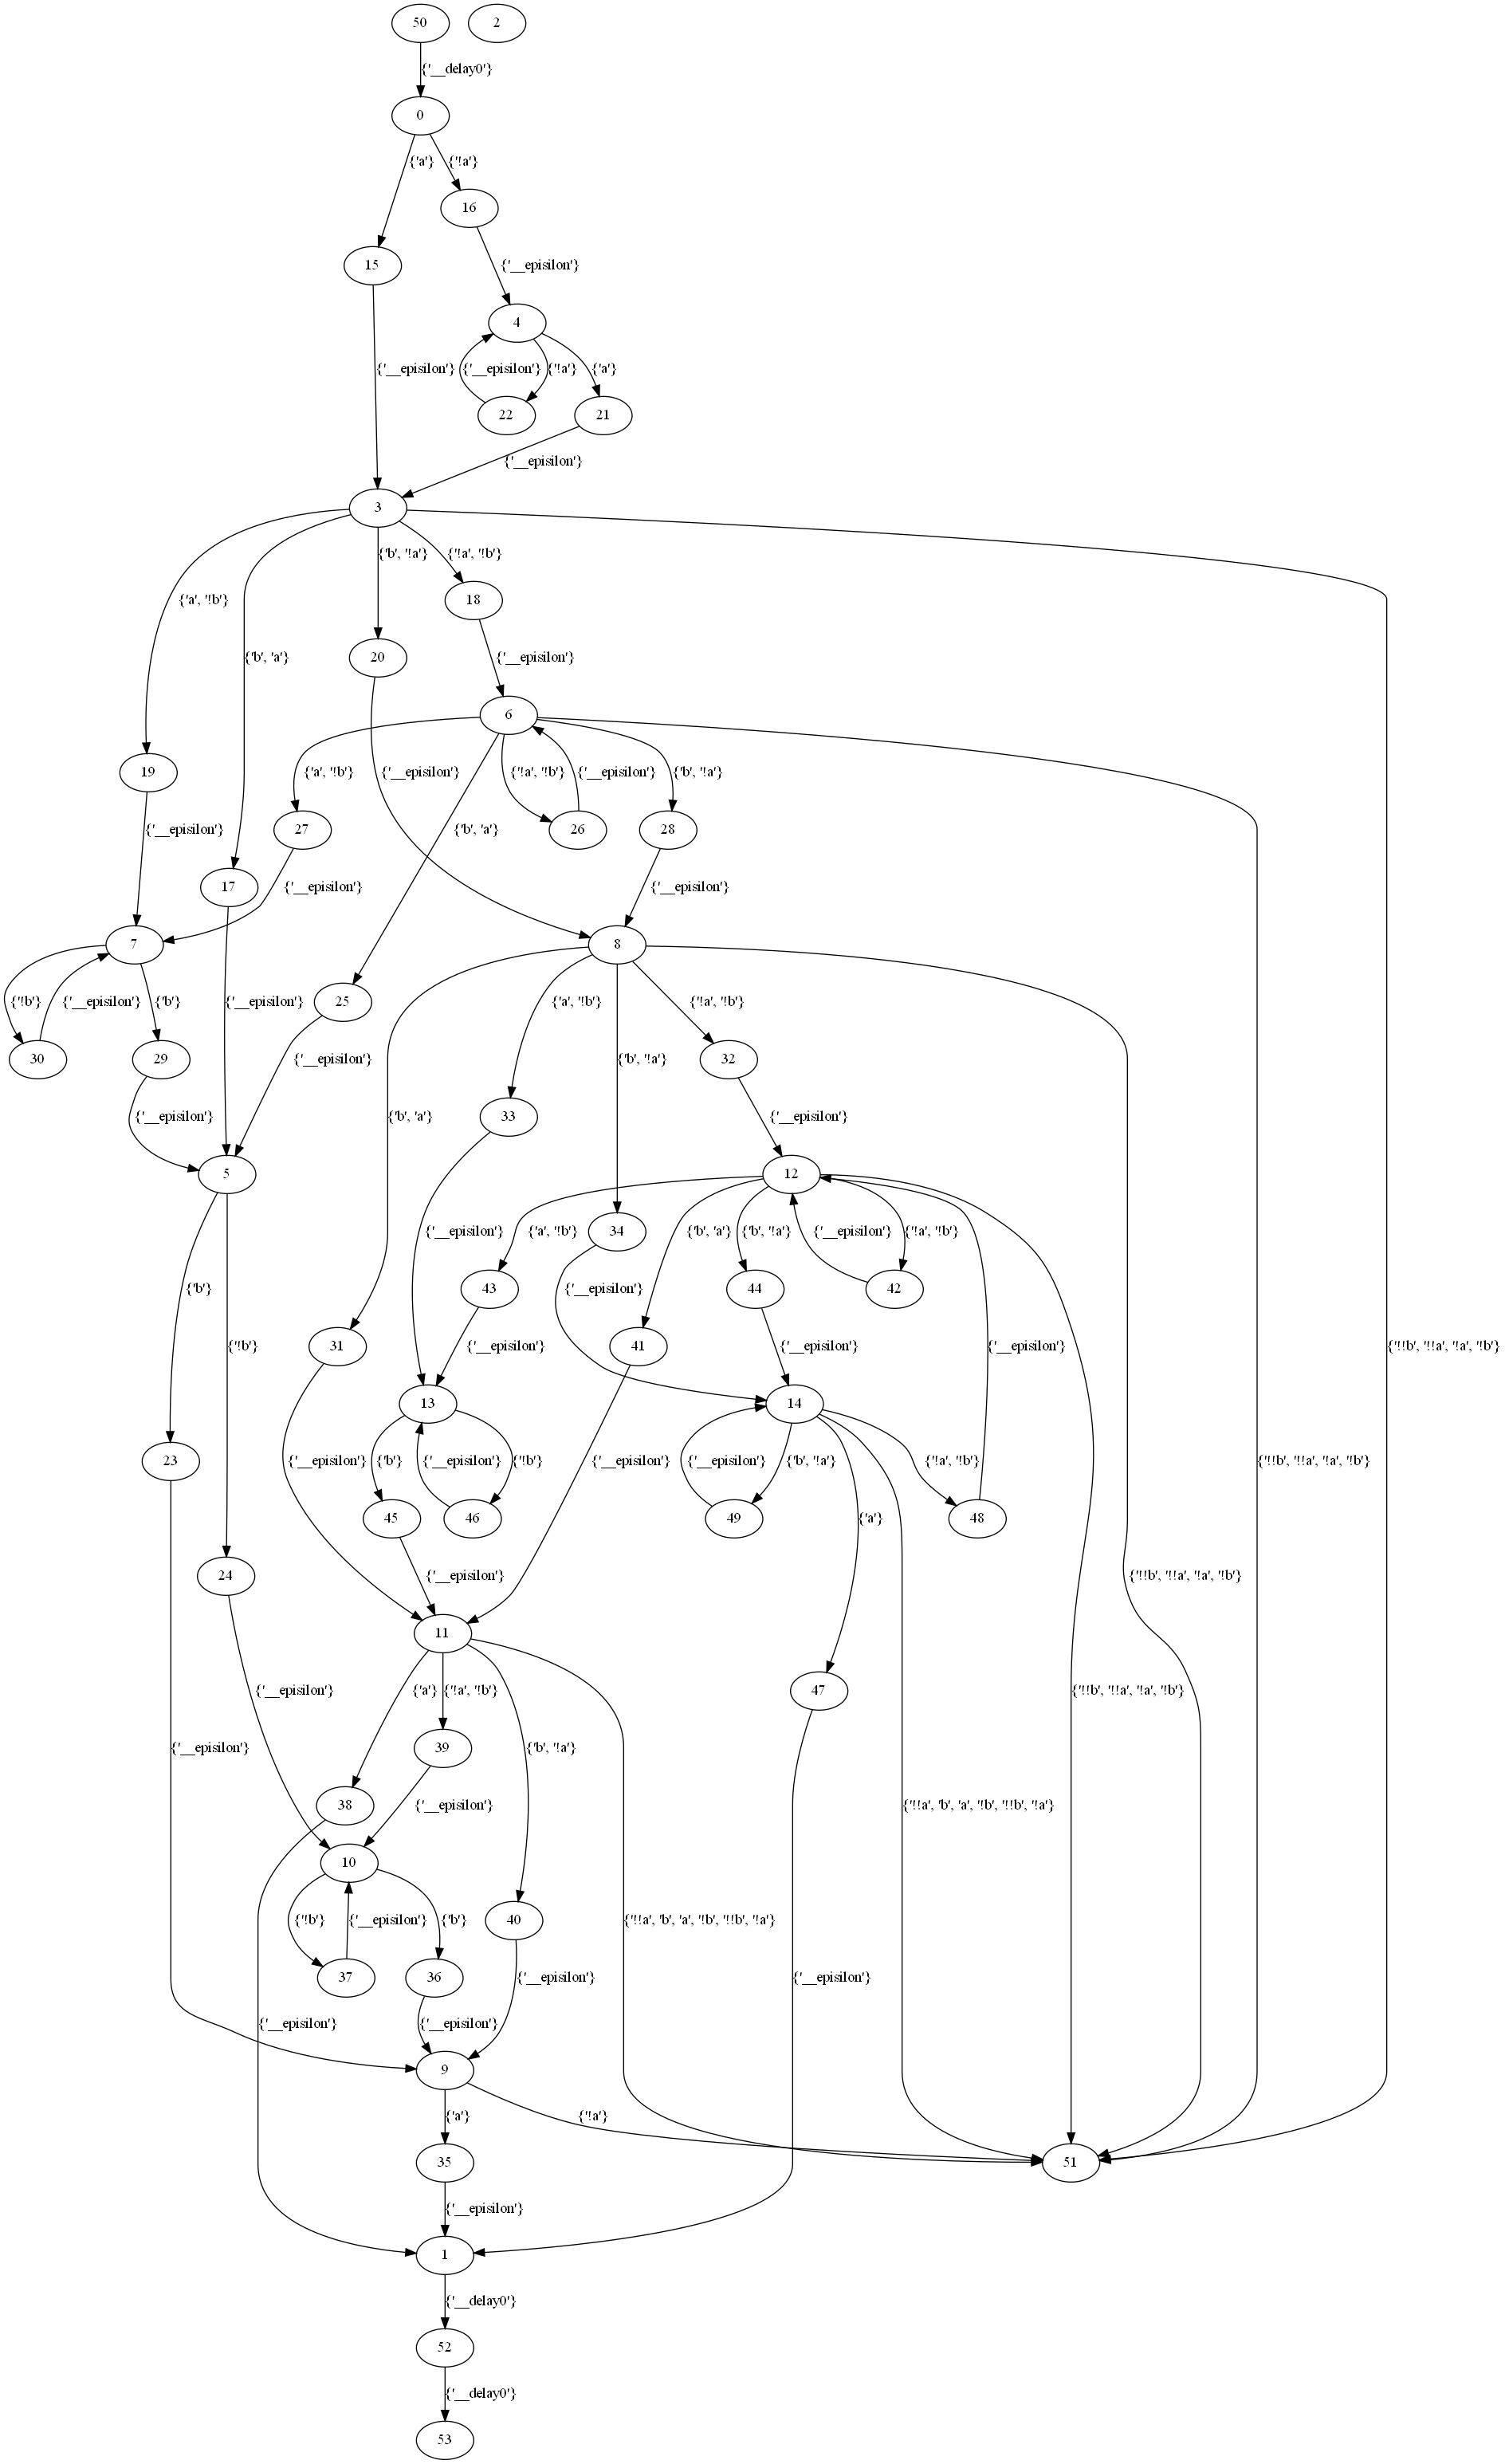 50 2
{'__delay0'}
0
{'a'} {'!a'}
16
15 {'__episilon'}
4
{'__episilon'} {'__episilon'} {'!a'} {'a'}
22 21
{'__episilon'}
3
{'b', '!a'} {'!a', '!b'}
{'a', '!b'} 18
{'b', 'a'} 20 {'__episilon'}
6
19 {'__episilon'} {'a', '!b'} {'!a', '!b'} {'__episilon'} {'b', '!a'}
{'__episilon'} 27 {'b', 'a'} 26 28
17 {'__episilon'} {'__episilon'}
7 8
{'!b'} {'__episilon'} {'b'} {'__episilon'} 25 {'a', '!b'} {'!a', '!b'}
30 29 {'__episilon'} {'b', '!a'} 32
{'__episilon'} {'b', 'a'} 33 {'__episilon'}
5 12
{'__episilon'} 34 {'a', '!b'} {'b', 'a'} {'b', '!a'} {'__episilon'} {'!a', '!b'}
{'b'} 43 {'__episilon'} 44 42
{'!b'} 31 {'__episilon'} 41 {'__episilon'} {'__episilon'} {'!!b', '!!a', '!a', '!b'}
13 14
23 {'__episilon'} {'b'} {'__episilon'} {'!b'} {'__episilon'} {'__episilon'} {'b', '!a'} {'!a', '!b'} {'!!b', '!!a', '!a', '!b'}
45 46 49 {'a'} 48
24 {'__episilon'} {'!!b', '!!a', '!a', '!b'}
11
{'__episilon'} {'a'} {'!a', '!b'} 47 {'!!b', '!!a', '!a', '!b'}
{'__episilon'} 39 {'b', '!a'}
38 {'__episilon'} {'!!a', 'b', 'a', '!b', '!!b', '!a'}
10
{'!b'} {'__episilon'} {'b'} 40 {'!!a', 'b', 'a', '!b', '!!b', '!a'}
37 36 {'__episilon'} {'__episilon'}
{'__episilon'} {'__episilon'}
9
{'a'} {'!a'}
35 51
{'__episilon'}
1
{'__delay0'}
52
{'__delay0'}
53